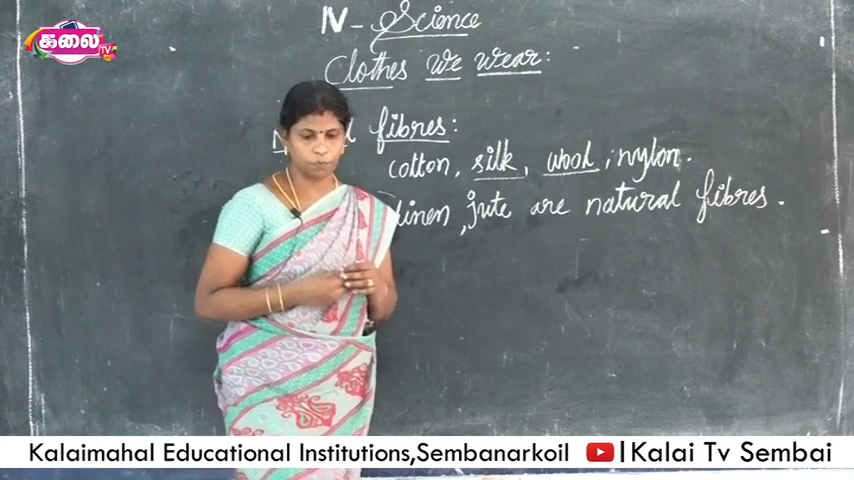 கலை
TV
IV - Science
Clothes we wear:
fibres:
cotton, silk, wool, nylon.
linen, jute are natural fibres.
Kalaimahal Educational Institutions,Sembanarkoil
|Kalai Tv Sembai